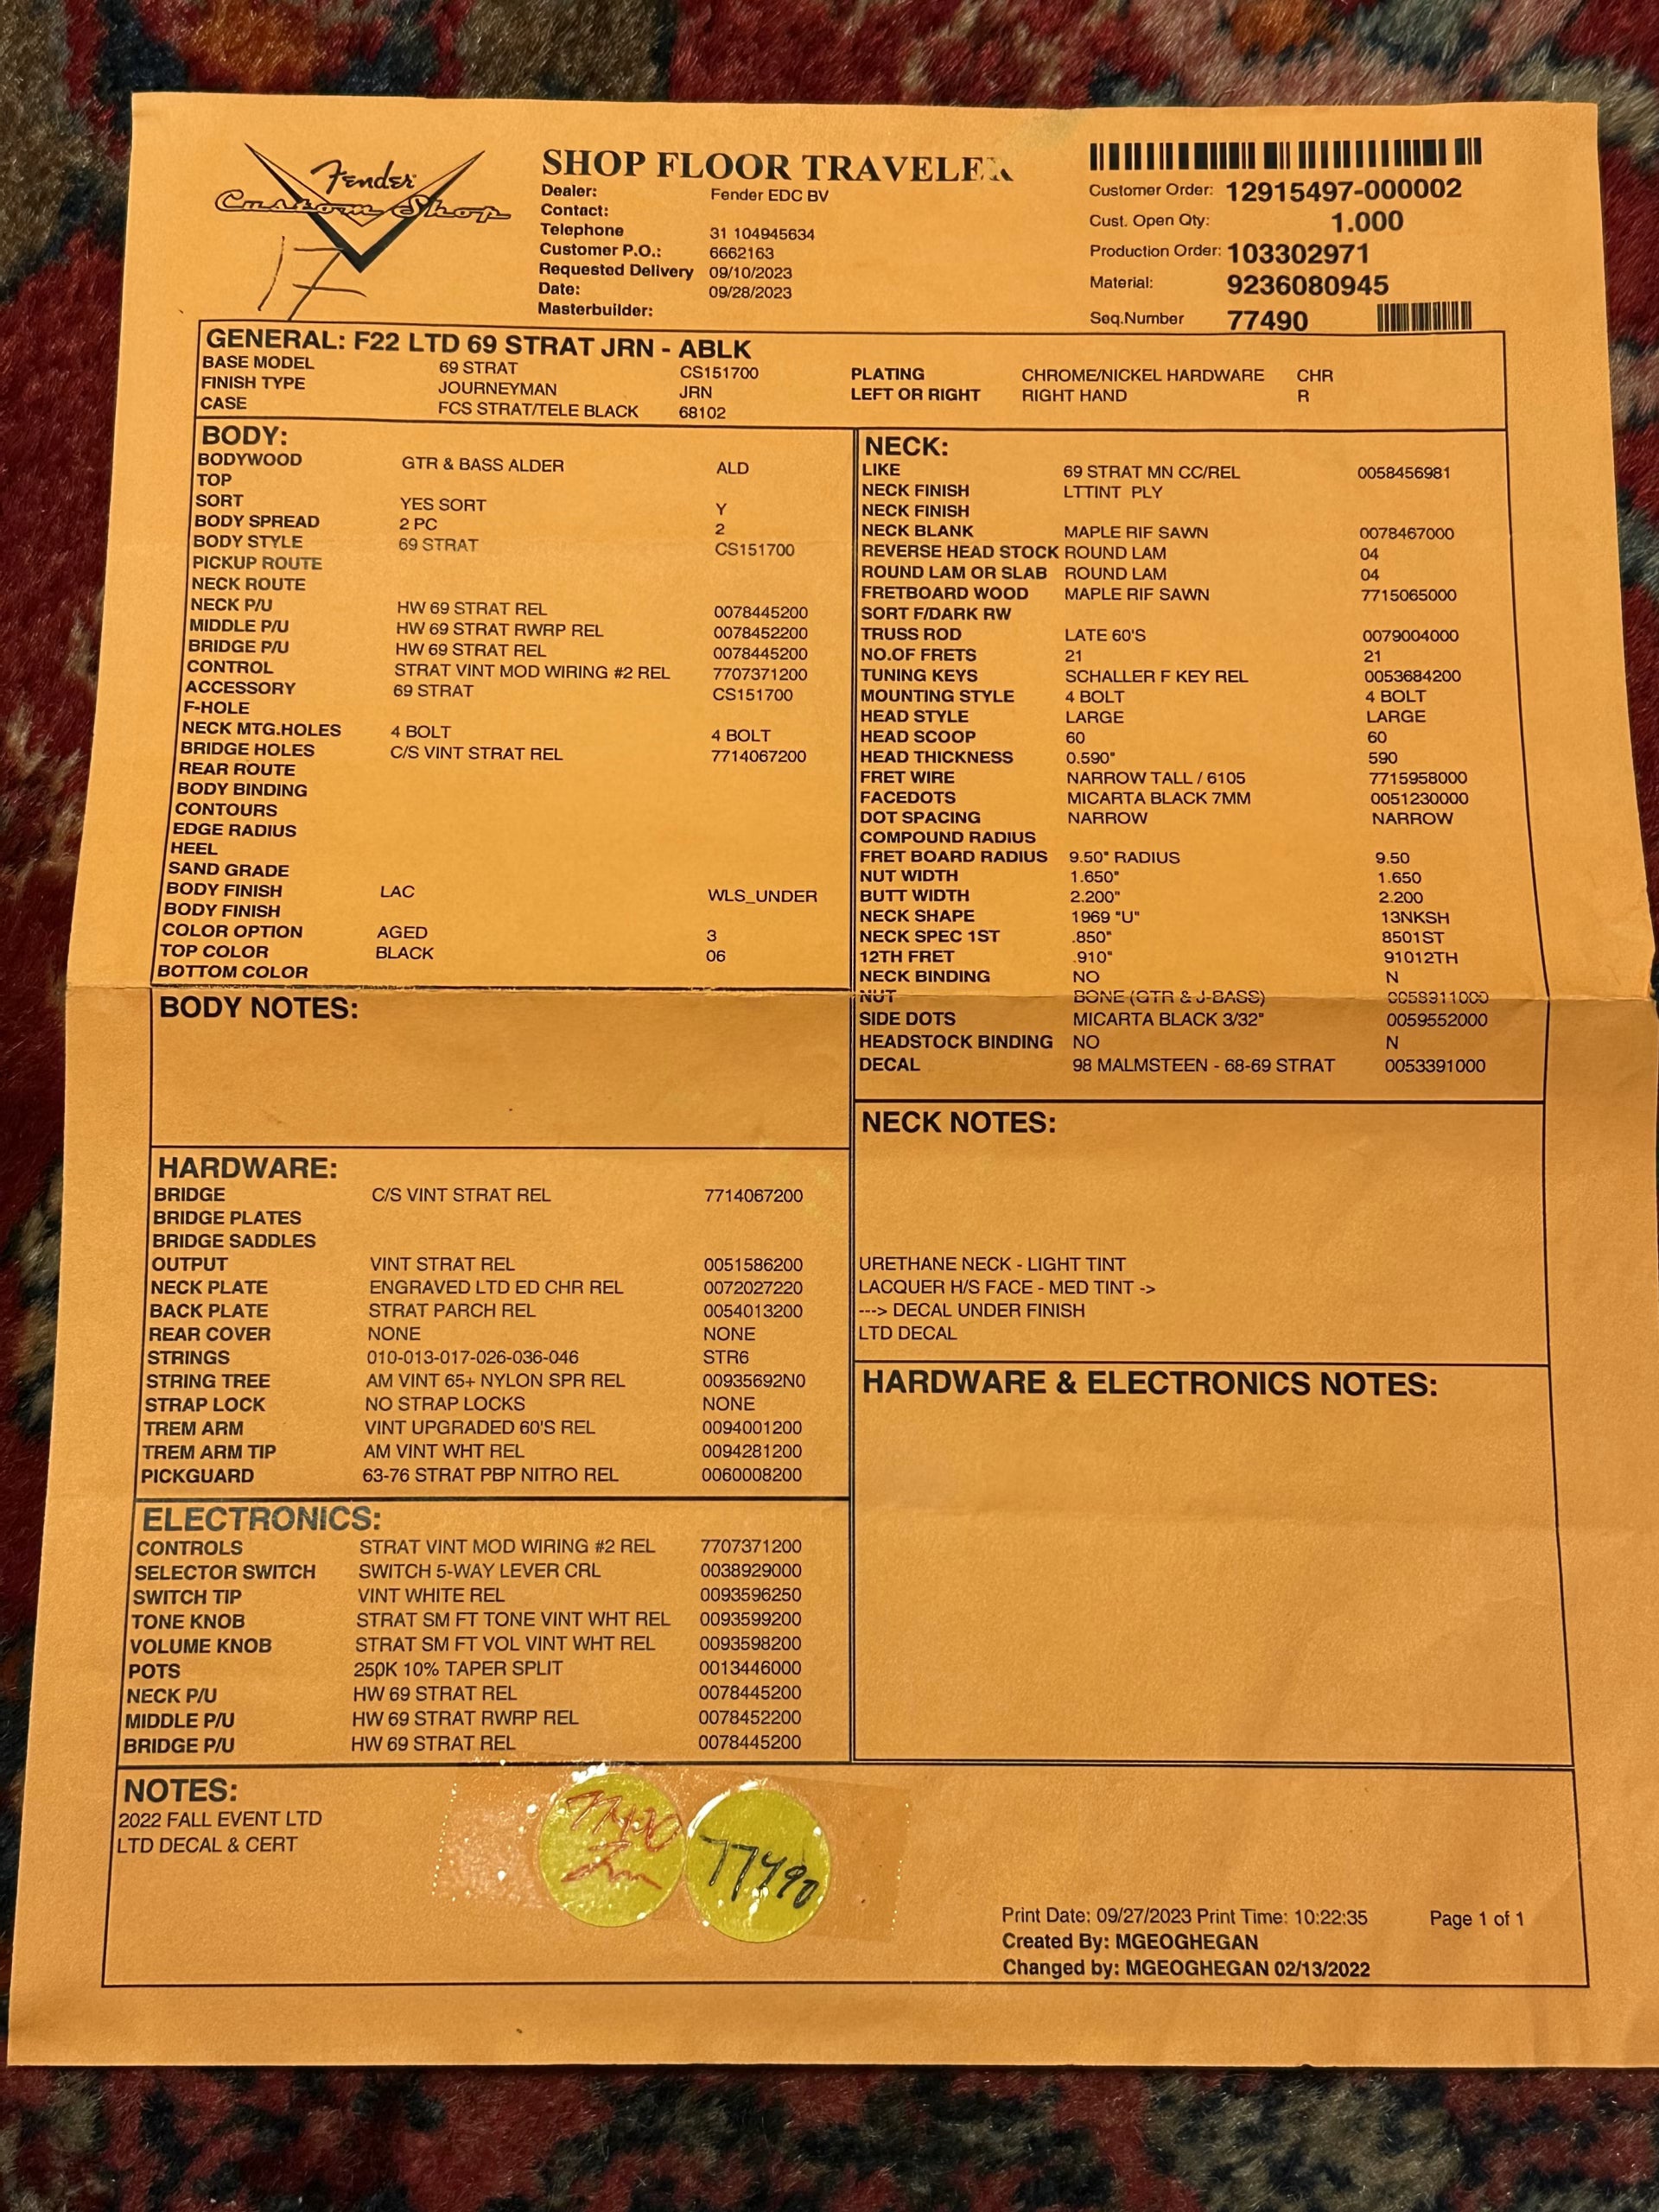 Fender
Custom Shop
17
SHOP FLOOR TRAVELER
Dealer: Fender EDC BV
Contact:
Telephone 31 104945634
Customer P.O.: 6662163
Requested Delivery 09/10/2023
Date: 09/28/2023
Masterbuilder:
Customer Order: 12915497-000002
Cust. Open Qty: 1.000
Production Order: 103302971
Material: 9236080945
Seq.Number 77490
GENERAL: F22 LTD 69 STRAT JRN - ABLK
BASE MODEL 69 STRAT CS151700
FINISH TYPE JOURNEYMAN JRN
CASE FCS STRAT/TELE BLACK 68102
PLATING CHROME/NICKEL HARDWARE CHR
LEFT OR RIGHT RIGHT HAND R
BODY:
BODYWOOD GTR & BASS ALDER ALD
TOP
SORT YES SORT Y
BODY SPREAD 2 PC 2
BODY STYLE 69 STRAT CS151700
PICKUP ROUTE
NECK ROUTE
NECK P/U HW 69 STRAT REL 0078445200
MIDDLE P/U HW 69 STRAT RWRP REL 0078452200
BRIDGE P/U HW 69 STRAT REL 0078445200
CONTROL STRAT VINT MOD WIRING #2 REL 7707371200
ACCESSORY 69 STRAT CS151700
F-HOLE
NECK MTG.HOLES 4 BOLT 4 BOLT
BRIDGE HOLES C/S VINT STRAT REL 7714067200
REAR ROUTE
BODY BINDING
CONTOURS
EDGE RADIUS
HEEL
SAND GRADE
BODY FINISH LAC WLS_UNDER
BODY FINISH
COLOR OPTION AGED 3
TOP COLOR BLACK 06
BOTTOM COLOR
BODY NOTES:
HARDWARE:
BRIDGE C/S VINT STRAT REL 7714067200
BRIDGE PLATES
BRIDGE SADDLES
OUTPUT VINT STRAT REL 0051586200
NECK PLATE ENGRAVED LTD ED CHR REL 0072027220
BACK PLATE STRAT PARCH REL 0054013200
REAR COVER NONE NONE
STRINGS 010-013-017-026-036-046 STR6
STRING TREE AM VINT 65+ NYLON SPR REL 00935692N0
STRAP LOCK NO STRAP LOCKS NONE
TREM ARM VINT UPGRADED 60'S REL 0094001200
TREM ARM TIP AM VINT WHT REL 0094281200
PICKGUARD 63-76 STRAT PBP NITRO REL 0060008200
ELECTRONICS:
CONTROLS STRAT VINT MOD WIRING #2 REL 7707371200
SELECTOR SWITCH SWITCH 5-WAY LEVER CRL 0038929000
SWITCH TIP VINT WHITE REL 0093596250
TONE KNOB STRAT SM FT TONE VINT WHT REL 0093599200
VOLUME KNOB STRAT SM FT VOL VINT WHT REL 0093598200
POTS 250K 10% TAPER SPLIT 0013446000
NECK P/U HW 69 STRAT REL 0078445200
MIDDLE P/U HW 69 STRAT RWRP REL 0078452200
BRIDGE P/U HW 69 STRAT REL 0078445200
NECK:
LIKE 69 STRAT MN CC/REL 0058456981
NECK FINISH LTTINT PLY
NECK FINISH
NECK BLANK MAPLE RIF SAWN 0078467000
REVERSE HEAD STOCK ROUND LAM 04
ROUND LAM OR SLAB ROUND LAM 04
FRETBOARD WOOD MAPLE RIF SAWN 7715065000
SORT F/DARK RW
TRUSS ROD LATE 60'S 0079004000
NO.OF FRETS 21 21
TUNING KEYS SCHALLER F KEY REL 0053684200
MOUNTING STYLE 4 BOLT 4 BOLT
HEAD STYLE LARGE LARGE
HEAD SCOOP 60 60
HEAD THICKNESS 0.590" 590
FRET WIRE NARROW TALL / 6105 7715958000
FACEDOTS MICARTA BLACK 7MM 0051230000
DOT SPACING NARROW NARROW
COMPOUND RADIUS
FRET BOARD RADIUS 9.50" RADIUS 9.50
NUT WIDTH 1.650" 1.650
BUTT WIDTH 2.200" 2.200
NECK SHAPE 1969 "U" 13NKSH
NECK SPEC 1ST .850" 8501ST
12TH FRET .910" 91012TH
NECK BINDING NO N
NUT BONE (GTR & J-BASS) 0058911000
SIDE DOTS MICARTA BLACK 3/32" 0059552000
HEADSTOCK BINDING NO N
DECAL 98 MALMSTEEN - 68-69 STRAT 0053391000
NECK NOTES:
URETHANE NECK - LIGHT TINT
LACQUER H/S FACE - MED TINT ->
---> DECAL UNDER FINISH
LTD DECAL
HARDWARE & ELECTRONICS NOTES:
NOTES:
2022 FALL EVENT LTD
LTD DECAL & CERT
77490
77490
Print Date: 09/27/2023 Print Time: 10:22:35 Page 1 of 1
Created By: MGEOGHEGAN
Changed by: MGEOGHEGAN 02/13/2022